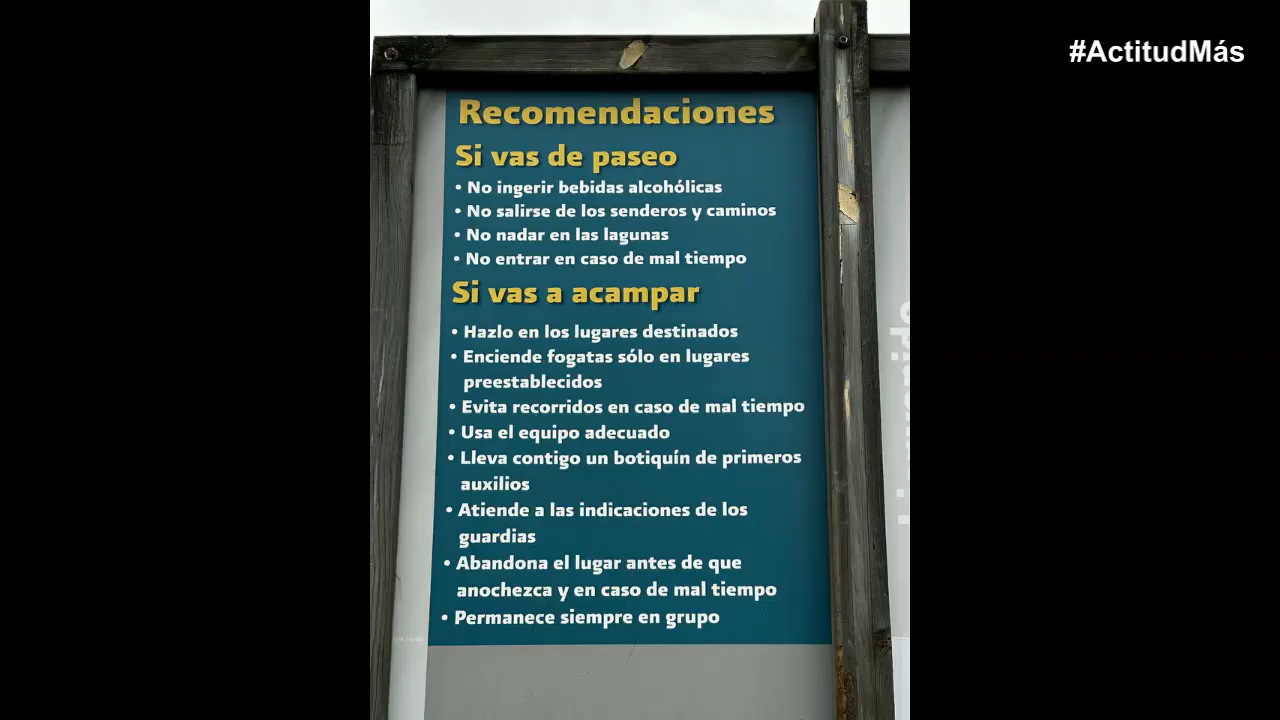 #ActitudMás
Recomendaciones
Si vas de paseo
• No ingerir bebidas alcohólicas
• No salirse de los senderos y caminos
• No nadar en las lagunas
• No entrar en caso de mal tiempo
Si vas a acampar
• Hazlo en los lugares destinados
• Enciende fogatas sólo en lugares
preestablecidos
• Evita recorridos en caso de mal tiempo
• Usa el equipo adecuado
• Lleva contigo un botiquín de primeros
auxilios
• Atiende a las indicaciones de los
guardias
• Abandona el lugar antes de que
anochezca y en caso de mal tiempo
• Permanece siempre en grupo